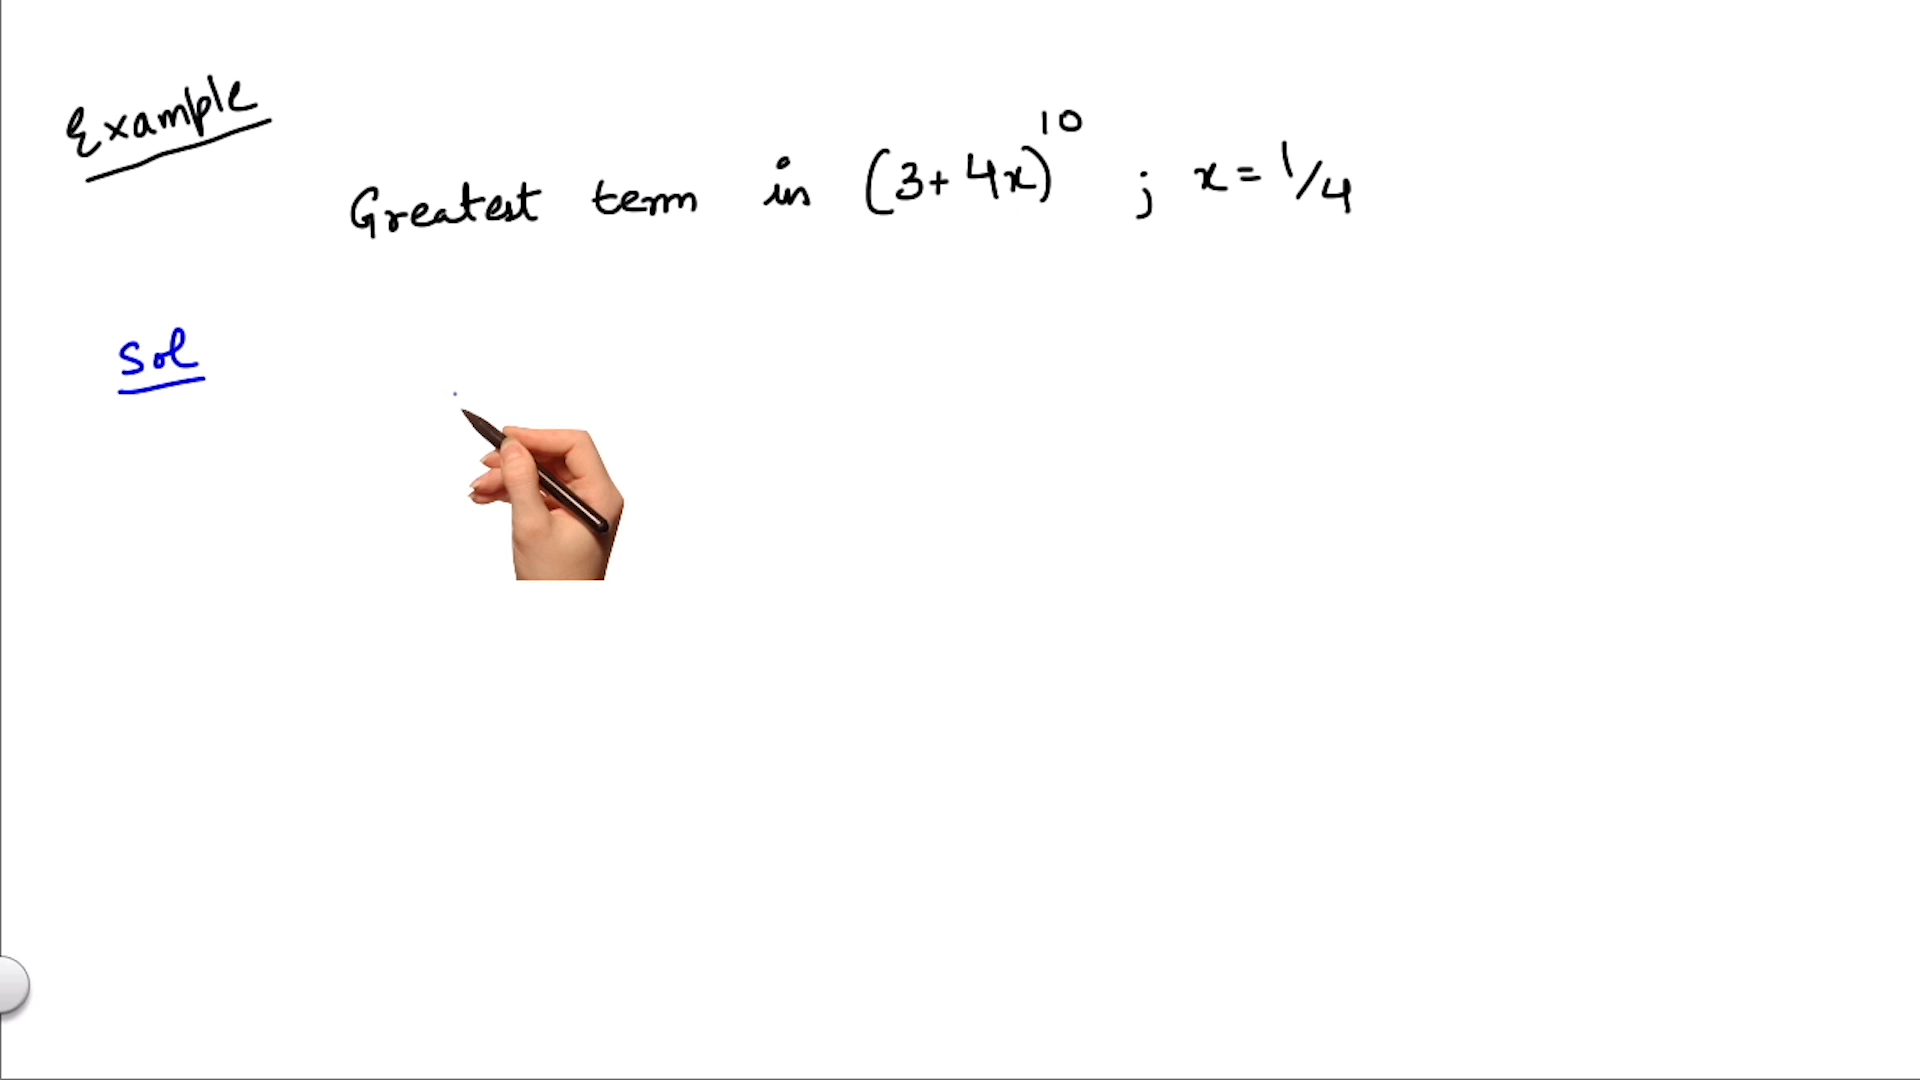 Example
Greatest term in (3+4x)¹⁰ ; x = 1/4
Sol